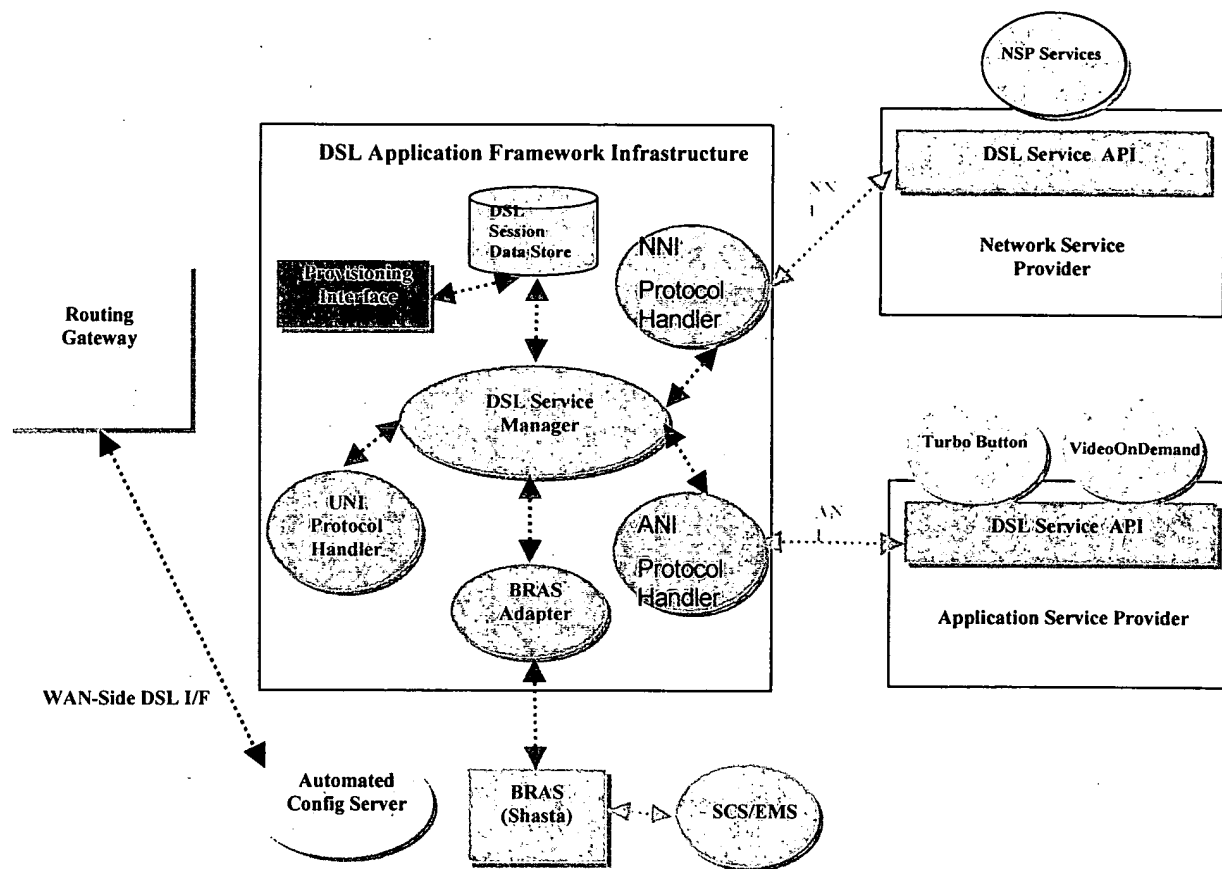 NSP Services
DSL Service API
Network Service
Provider
DSL Application Framework Infrastructure
DSL
Session
Data Store
Provisioning
Interface
NNI
Protocol
Handler
NN
I
Routing
Gateway
DSL Service
Manager
UNI
Protocol
Handler
ANI
Protocol
Handler
AN
I
BRAS
Adapter
Turbo Button
VideoOnDemand
DSL Service API
Application Service Provider
WAN-Side DSL I/F
Automated
Config Server
BRAS
(Shasta)
SCS/EMS